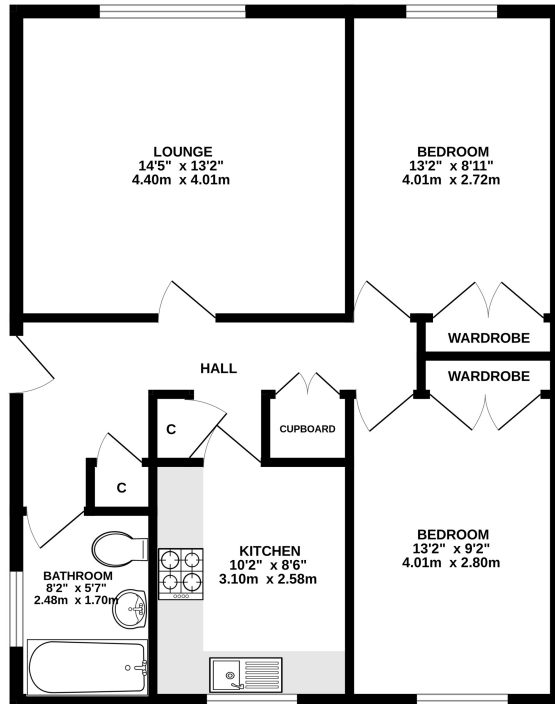 LOUNGE
14'5" x 13'2"
4.40m x 4.01m
BEDROOM
13'2" x 8'11"
4.01m x 2.72m
WARDROBE
HALL
WARDROBE
C
CUPBOARD
C
BEDROOM
13'2" x 9'2"
4.01m x 2.80m
KITCHEN
10'2" x 8'6"
3.10m x 2.58m
BATHROOM
8'2" x 5'7"
2.48m x 1.70m